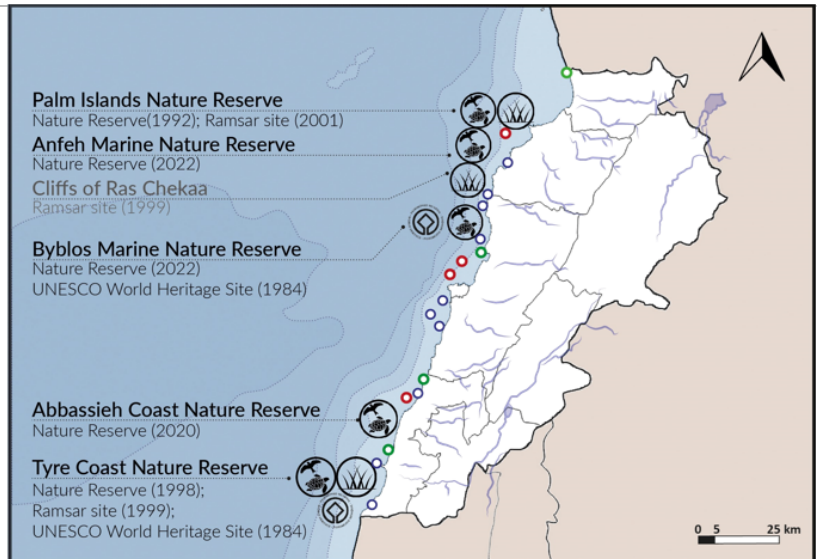 Palm Islands Nature Reserve
Nature Reserve(1992); Ramsar site (2001)
Anfeh Marine Nature Reserve
Nature Reserve (2022)
Cliffs of Ras Chekaa
Ramsar site (1999)
Byblos Marine Nature Reserve
Nature Reserve (2022)
UNESCO World Heritage Site (1984)
Abbassieh Coast Nature Reserve
Nature Reserve (2020)
Tyre Coast Nature Reserve
Nature Reserve (1998);
Ramsar site (1999);
UNESCO World Heritage Site (1984)
0 5 25 km